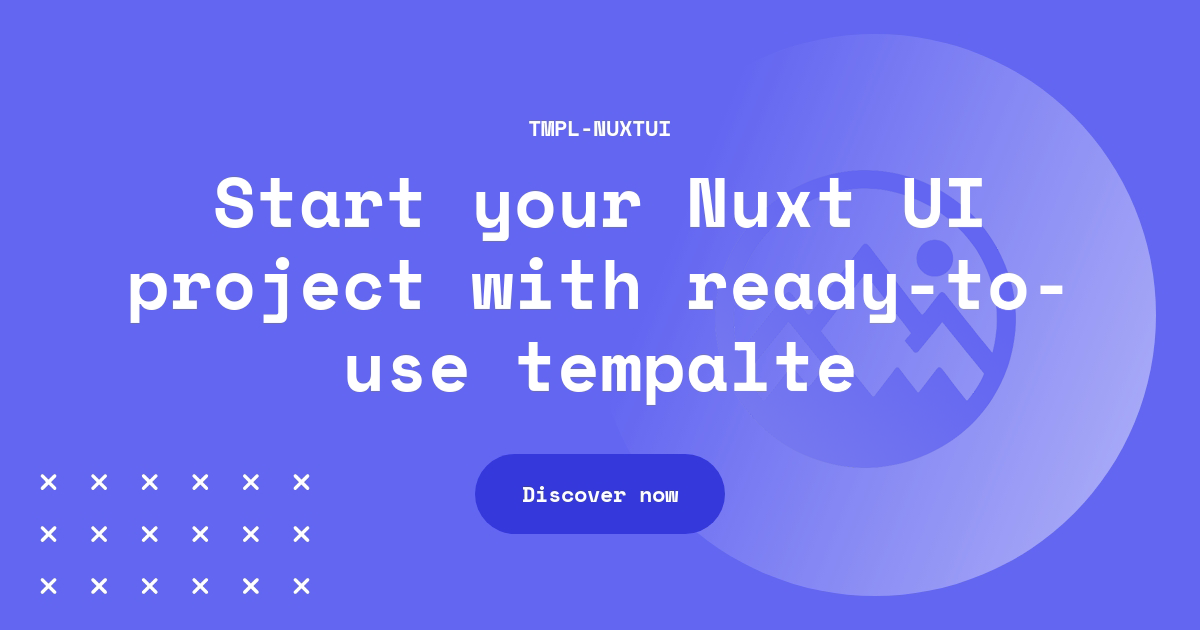 TMPL-NUXTUI
Start your Nuxt UI
project with ready-to-
use tempalte
Discover now